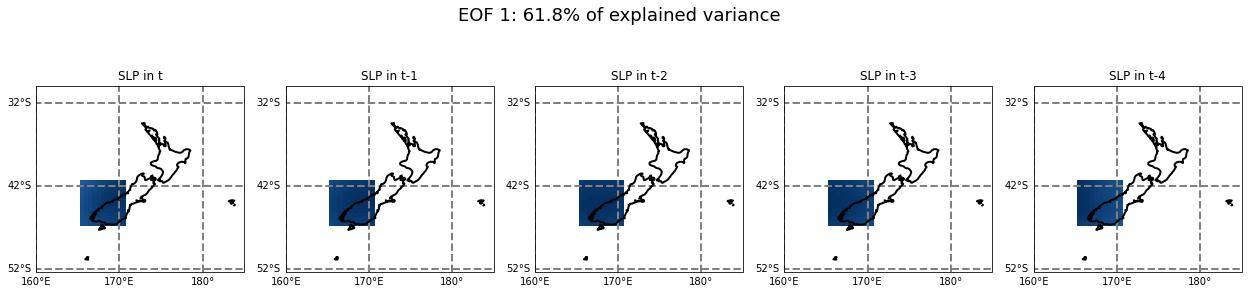 EOF 1: 61.8% of explained variance
SLP in t
SLP in t-1
SLP in t-2
SLP in t-3
SLP in t-4
32°S 32°S 32°S 32°S 32°S
42°S 42°S 42°S 42°S 42°S
52°S 52°S 52°S 52°S 52°S
160°E 170° 180° 160°E 170° 180° 160°E 170° 180° 160°E 170° 180° 160°E 170° 180°